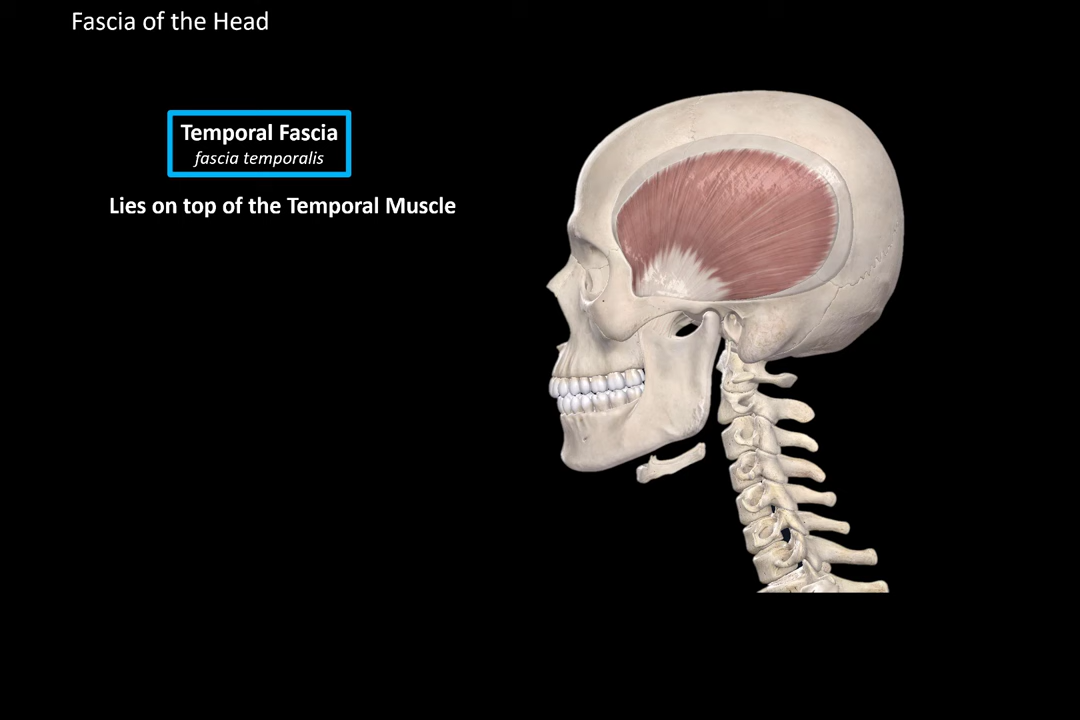 Fascia of the Head
Temporal Fascia
fascia temporalis
Lies on top of the Temporal Muscle